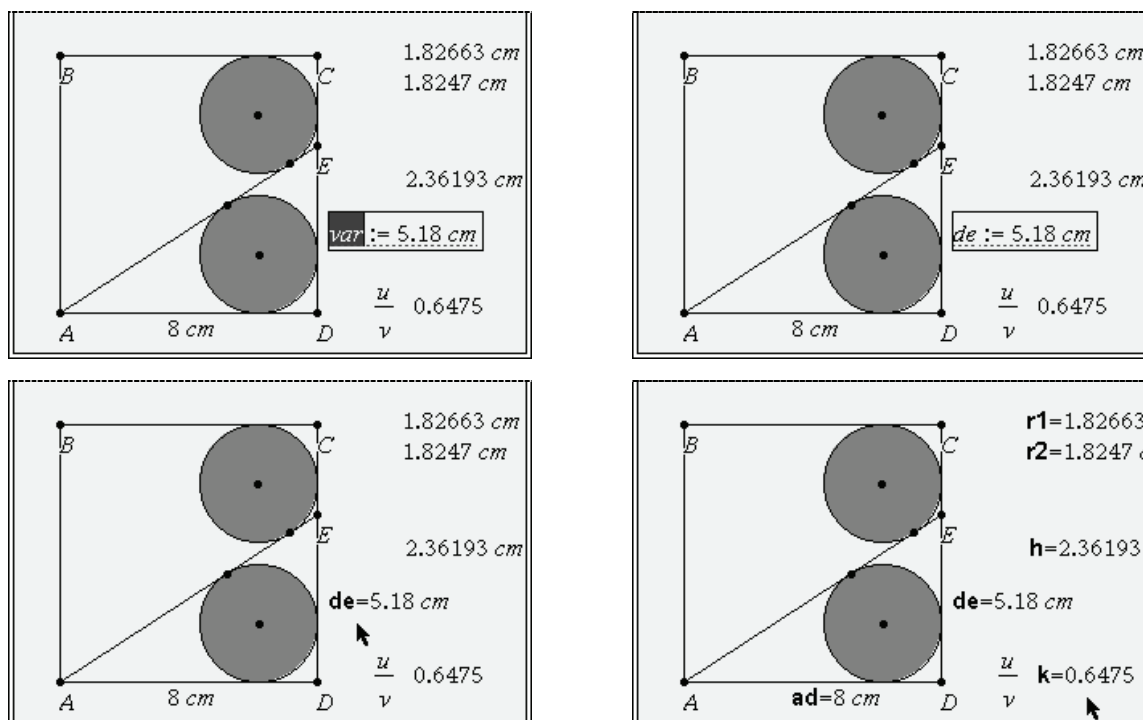 1.82663 cm
B C 1.8247 cm
E
2.36193 cm
var := 5.18 cm
u
v 0.6475
A 8 cm D
1.82663 cm
B C 1.8247 cm
E
2.36193 cm
de := 5.18 cm
u
v 0.6475
A 8 cm D
1.82663 cm
B C 1.8247 cm
E
2.36193 cm
de=5.18 cm
u
v 0.6475
A 8 cm D
r1=1.82663
B C r2=1.8247
E
h=2.36193
de=5.18 cm
u
v k=0.6475
A ad=8 cm D